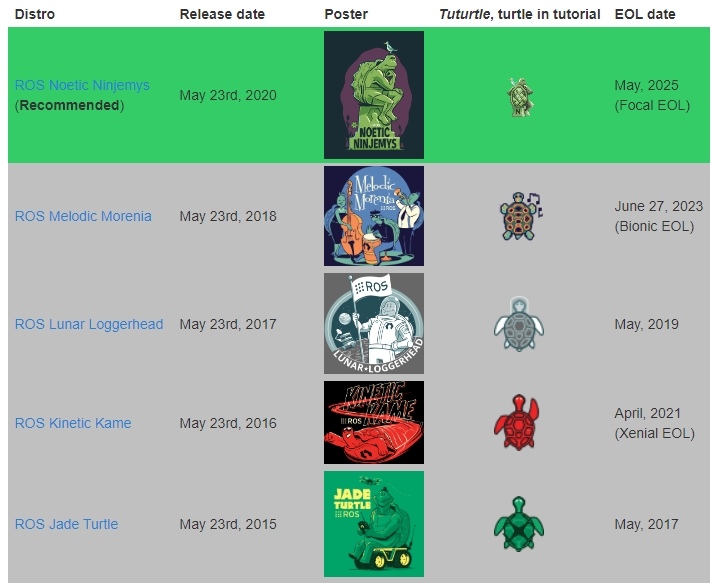 Distro Release date Poster Tuturtle, turtle in tutorial EOL date
ROS Noetic Ninjemys
(Recommended)
May 23rd, 2020
NOETIC
NINJEMYS
N
May, 2025
(Focal EOL)
ROS Melodic Morenia
May 23rd, 2018
Melodic
Morenia
ROS
June 27, 2023
(Bionic EOL)
ROS Lunar Loggerhead
May 23rd, 2017
ROS
LUNAR•LOGGERHEAD
May, 2019
ROS Kinetic Kame
May 23rd, 2016
KINETIC
KAME
ROS
April, 2021
(Xenial EOL)
ROS Jade Turtle
May 23rd, 2015
JADE
TURTLE
ROS
May, 2017